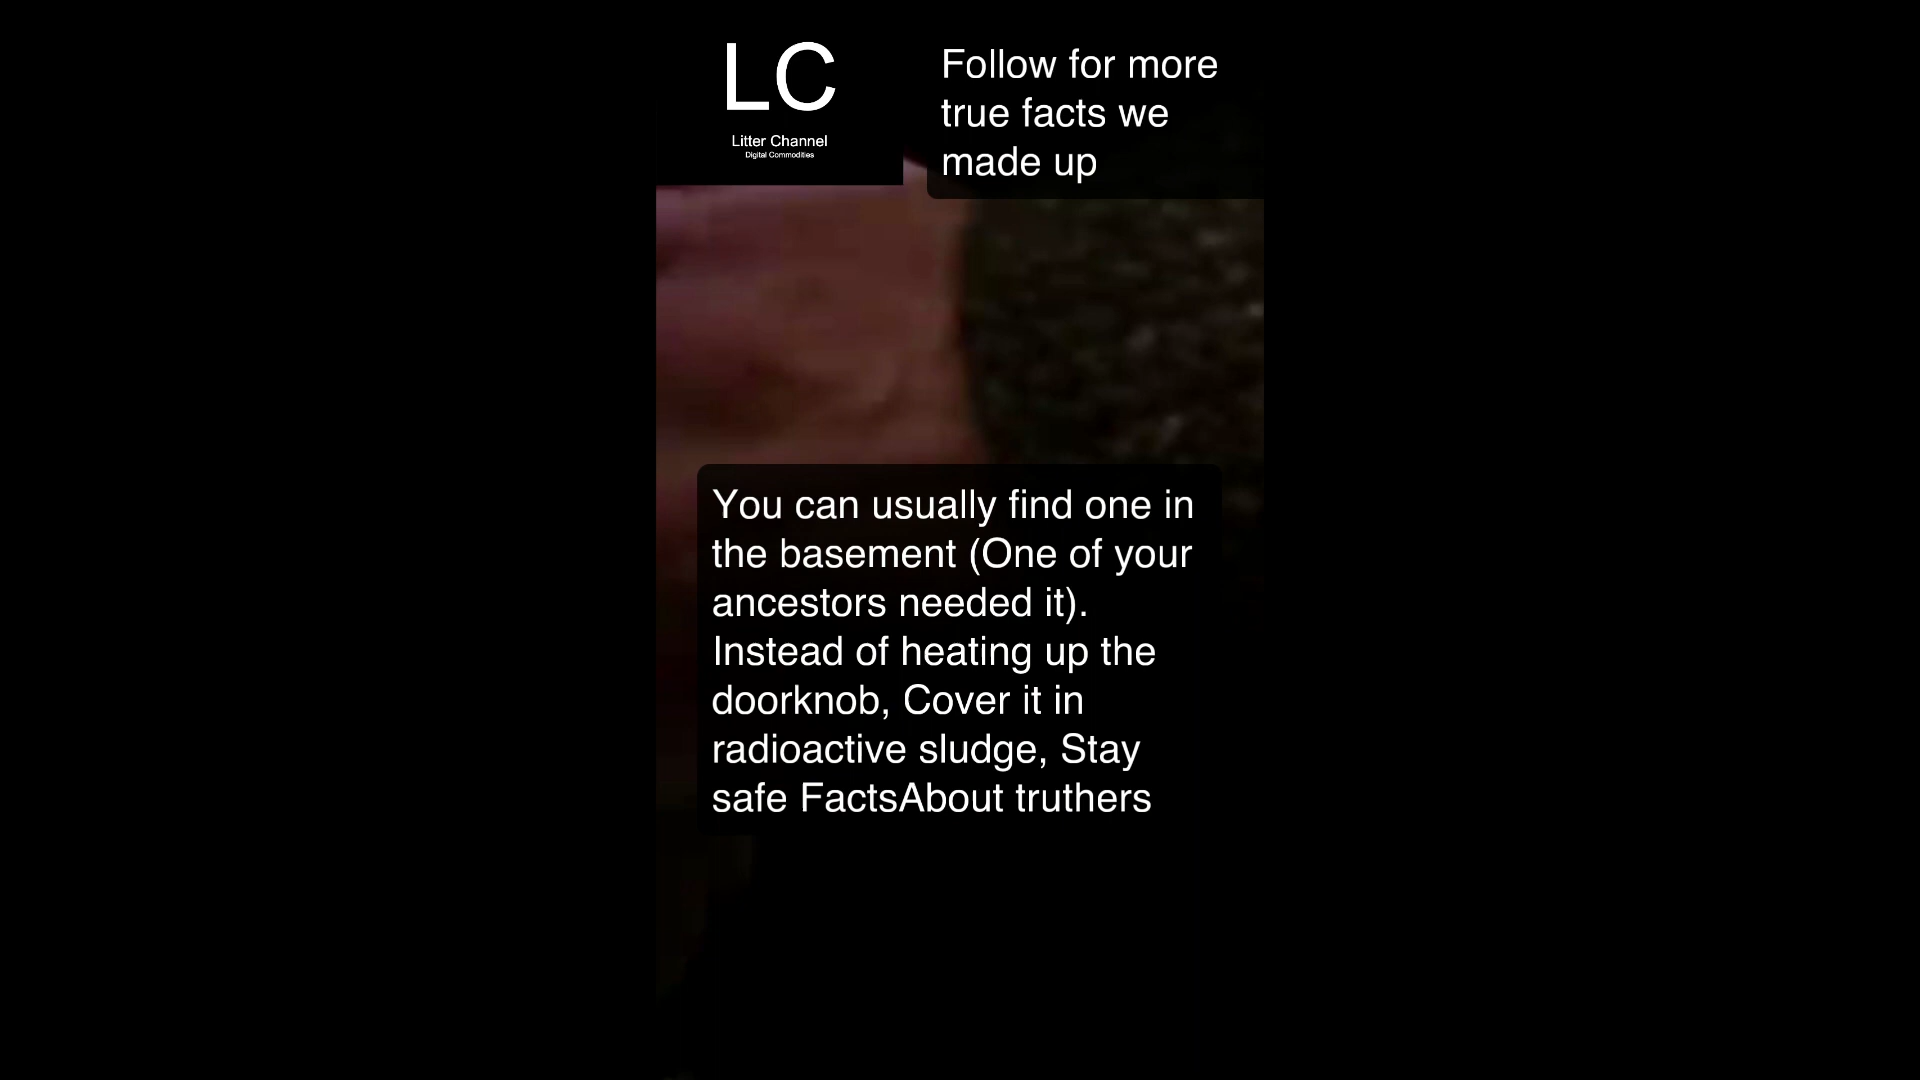 LC
Litter Channel
Digital Commodities
Follow for more
true facts we
made up
You can usually find one in
the basement (One of your
ancestors needed it).
Instead of heating up the
doorknob, Cover it in
radioactive sludge, Stay
safe FactsAbout truthers